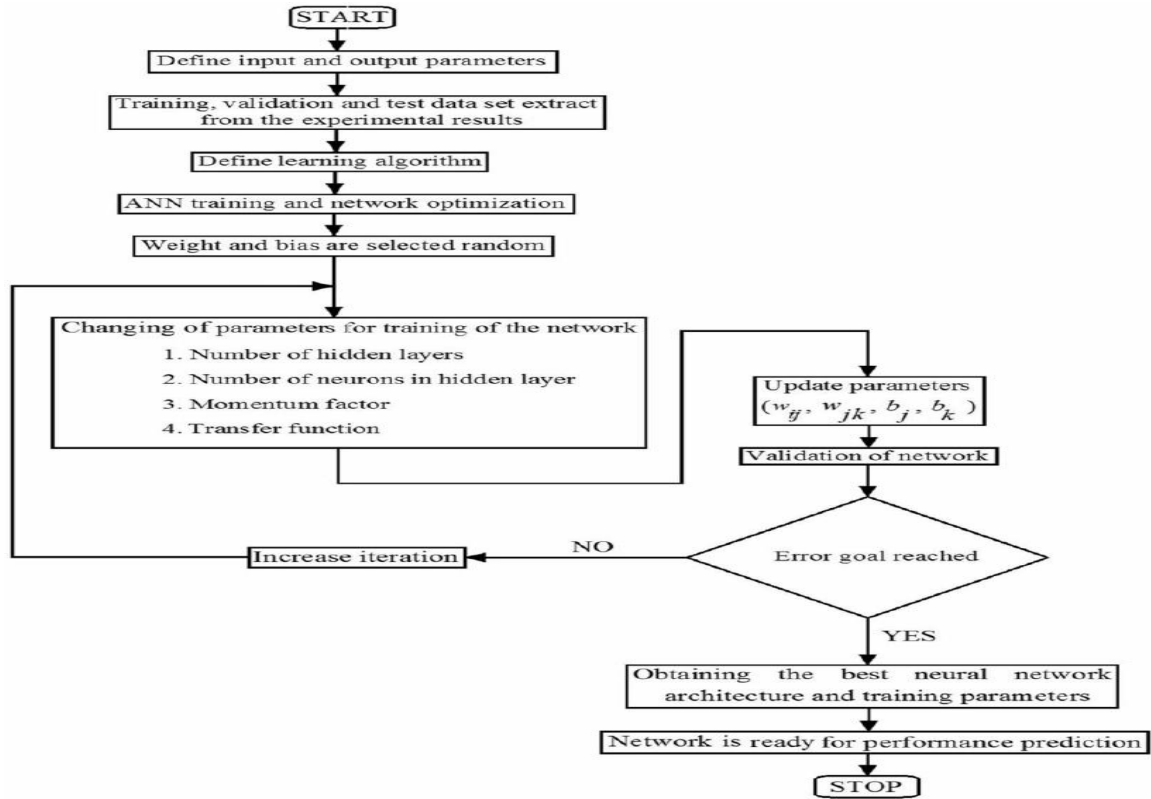 START
Define input and output parameters
Training, validation and test data set extract
from the experimental results
Define learning algorithm
ANN training and network optimization
Weight and bias are selected random
Changing of parameters for training of the network
1. Number of hidden layers
2. Number of neurons in hidden layer
3. Momentum factor
4. Transfer function
Update parameters
(w_ij, w_jk, b_j, b_k)
Validation of network
Error goal reached
NO
Increase iteration
YES
Obtaining the best neural network
architecture and training parameters
Network is ready for performance prediction
STOP